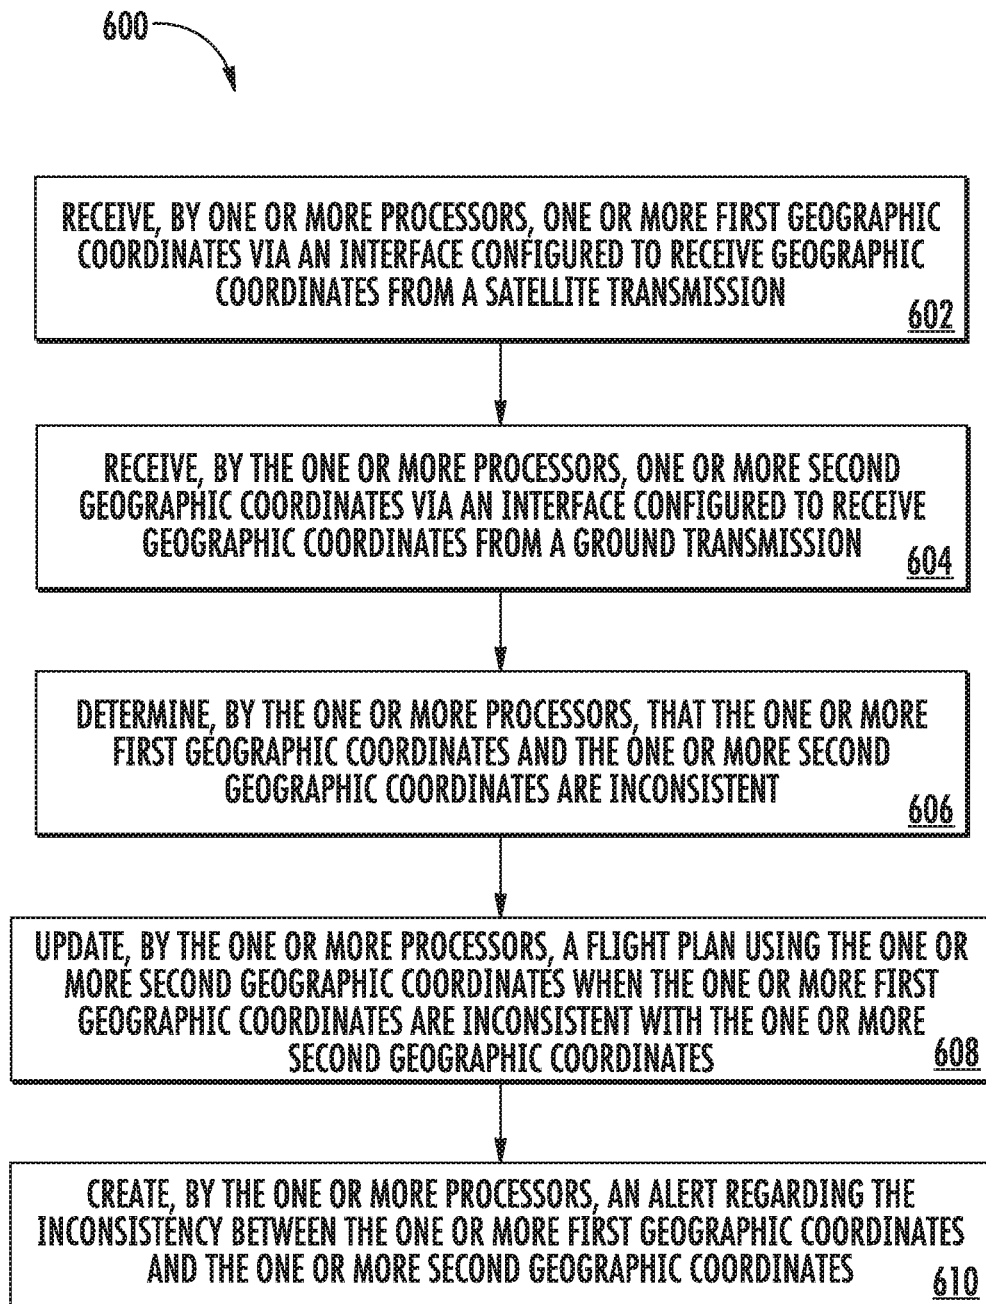 600
RECEIVE, BY ONE OR MORE PROCESSORS, ONE OR MORE FIRST GEOGRAPHIC
COORDINATES VIA AN INTERFACE CONFIGURED TO RECEIVE GEOGRAPHIC
COORDINATES FROM A SATELLITE TRANSMISSION
602
RECEIVE, BY THE ONE OR MORE PROCESSORS, ONE OR MORE SECOND
GEOGRAPHIC COORDINATES VIA AN INTERFACE CONFIGURED TO RECEIVE
GEOGRAPHIC COORDINATES FROM A GROUND TRANSMISSION
604
DETERMINE, BY THE ONE OR MORE PROCESSORS, THAT THE ONE OR MORE
FIRST GEOGRAPHIC COORDINATES AND THE ONE OR MORE SECOND
GEOGRAPHIC COORDINATES ARE INCONSISTENT
606
UPDATE, BY THE ONE OR MORE PROCESSORS, A FLIGHT PLAN USING THE ONE OR
MORE SECOND GEOGRAPHIC COORDINATES WHEN THE ONE OR MORE FIRST
GEOGRAPHIC COORDINATES ARE INCONSISTENT WITH THE ONE OR MORE
SECOND GEOGRAPHIC COORDINATES
608
CREATE, BY THE ONE OR MORE PROCESSORS, AN ALERT REGARDING THE
INCONSISTENCY BETWEEN THE ONE OR MORE FIRST GEOGRAPHIC COORDINATES
AND THE ONE OR MORE SECOND GEOGRAPHIC COORDINATES
610